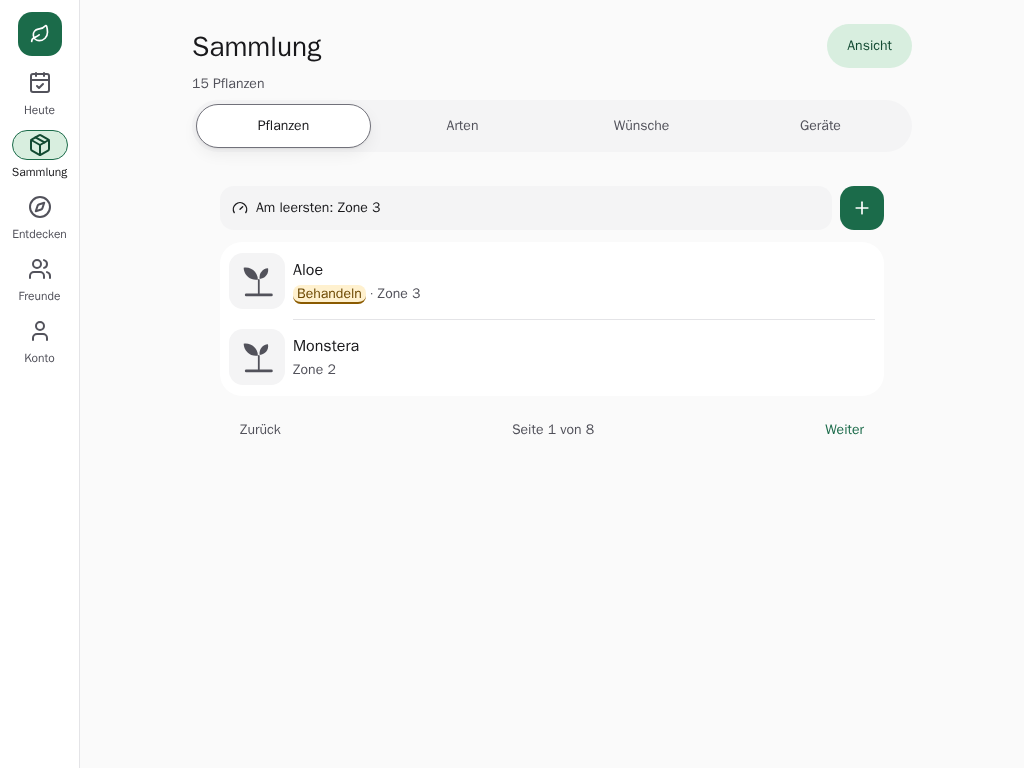 Sammlung
Ansicht
15 Pflanzen
Heute
Sammlung
Entdecken
Freunde
Konto
Pflanzen
Arten
Wünsche
Geräte
Am leersten: Zone 3
Aloe
Behandeln · Zone 3
Monstera
Zone 2
Zurück
Seite 1 von 8
Weiter